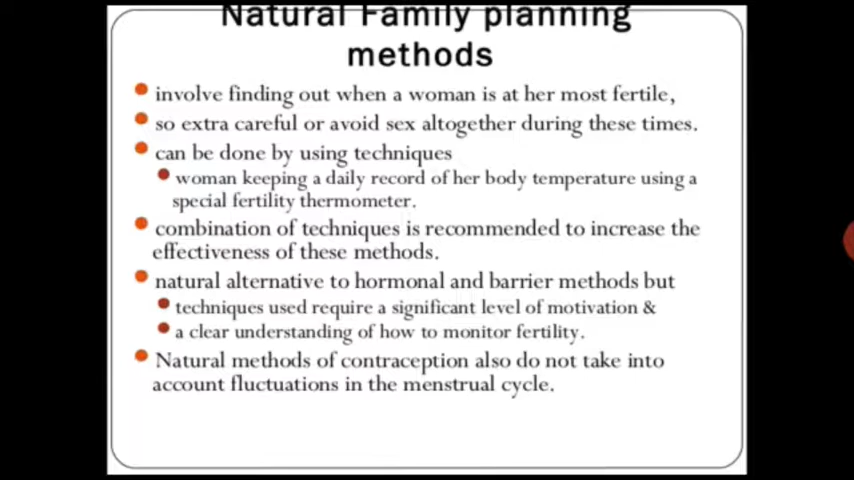 Natural Family planning
methods
involve finding out when a woman is at her most fertile,
so extra careful or avoid sex altogether during these times.
can be done by using techniques
woman keeping a daily record of her body temperature using a
special fertility thermometer.
combination of techniques is recommended to increase the
effectiveness of these methods.
natural alternative to hormonal and barrier methods but
techniques used require a significant level of motivation &
a clear understanding of how to monitor fertility.
Natural methods of contraception also do not take into
account fluctuations in the menstrual cycle.